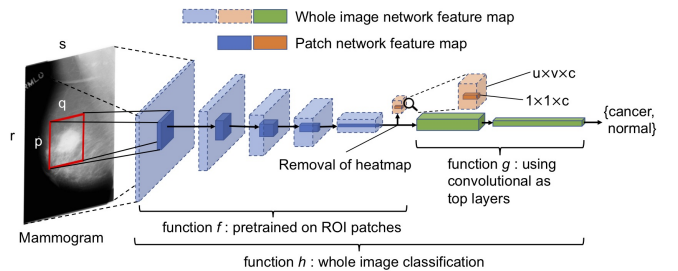 Whole image network feature map
Patch network feature map
s
RMLO
q
r
p
u×v×c
1×1×c
{cancer,
normal}
Removal of heatmap
function g : using
convolutional as
top layers
function f : pretrained on ROI patches
Mammogram
function h : whole image classification